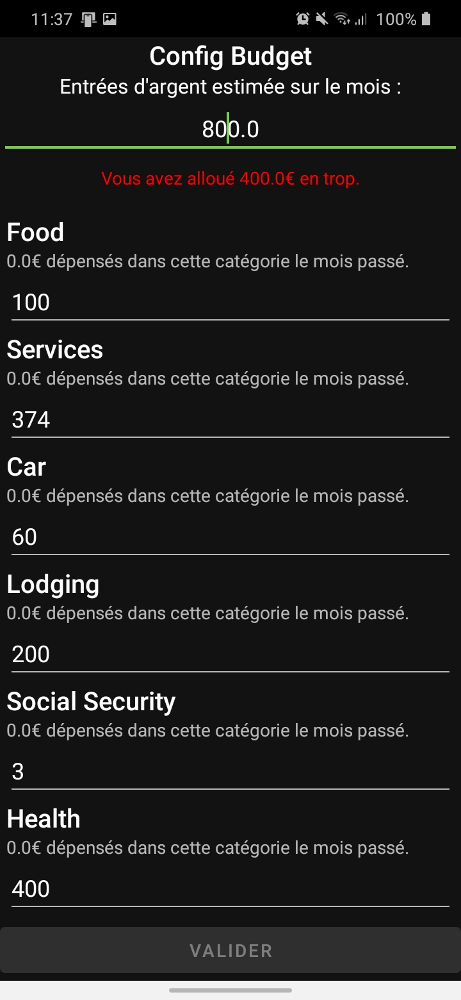 11:37
100%
Config Budget
Entrées d'argent estimée sur le mois :
800.0
Vous avez alloué 400.0€ en trop.
Food
0.0€ dépensés dans cette catégorie le mois passé.
100
Services
0.0€ dépensés dans cette catégorie le mois passé.
374
Car
0.0€ dépensés dans cette catégorie le mois passé.
60
Lodging
0.0€ dépensés dans cette catégorie le mois passé.
200
Social Security
0.0€ dépensés dans cette catégorie le mois passé.
3
Health
0.0€ dépensés dans cette catégorie le mois passé.
400
VALIDER